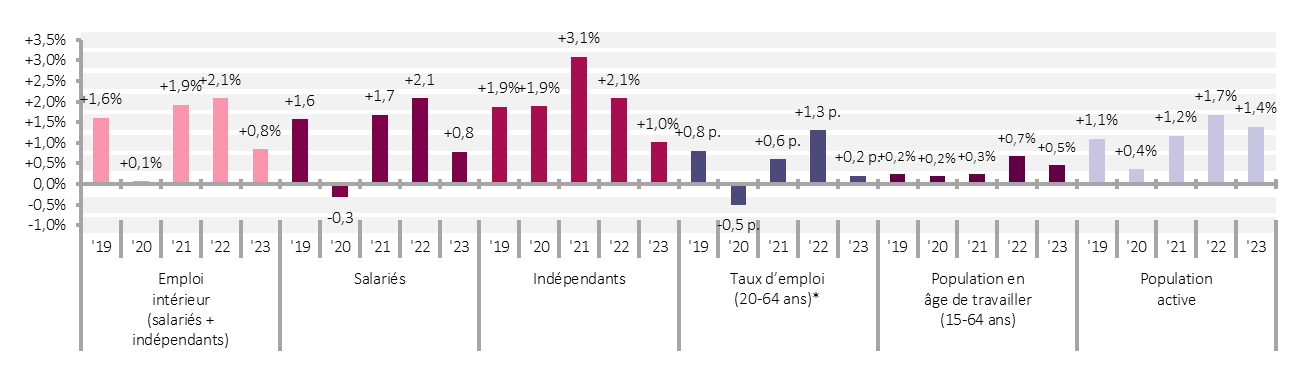 +3,5%
+3,0%
+2,5%
+2,0%
+1,5%
+1,0%
+0,5%
0,0%
-0,5%
-1,0%
+1,6% +0,1% +1,9% +2,1% +0,8%
+1,6 -0,3 +1,7 +2,1 +0,8
+1,9% +1,9% +3,1% +2,1% +1,0%
+0,8 p. -0,5 p. +0,6 p. +1,3 p. +0,2 p.
+0,2% +0,2% +0,3% +0,7% +0,5%
+1,1% +0,4% +1,2% +1,7% +1,4%
'19 '20 '21 '22 '23 '19 '20 '21 '22 '23 '19 '20 '21 '22 '23 '19 '20 '21 '22 '23 '19 '20 '21 '22 '23 '19 '20 '21 '22 '23
Emploi
intérieur
(salariés +
indépendants)
Salariés
Indépendants
Taux d'emploi
(20-64 ans)*
Population en
âge de travailler
(15-64 ans)
Population
active